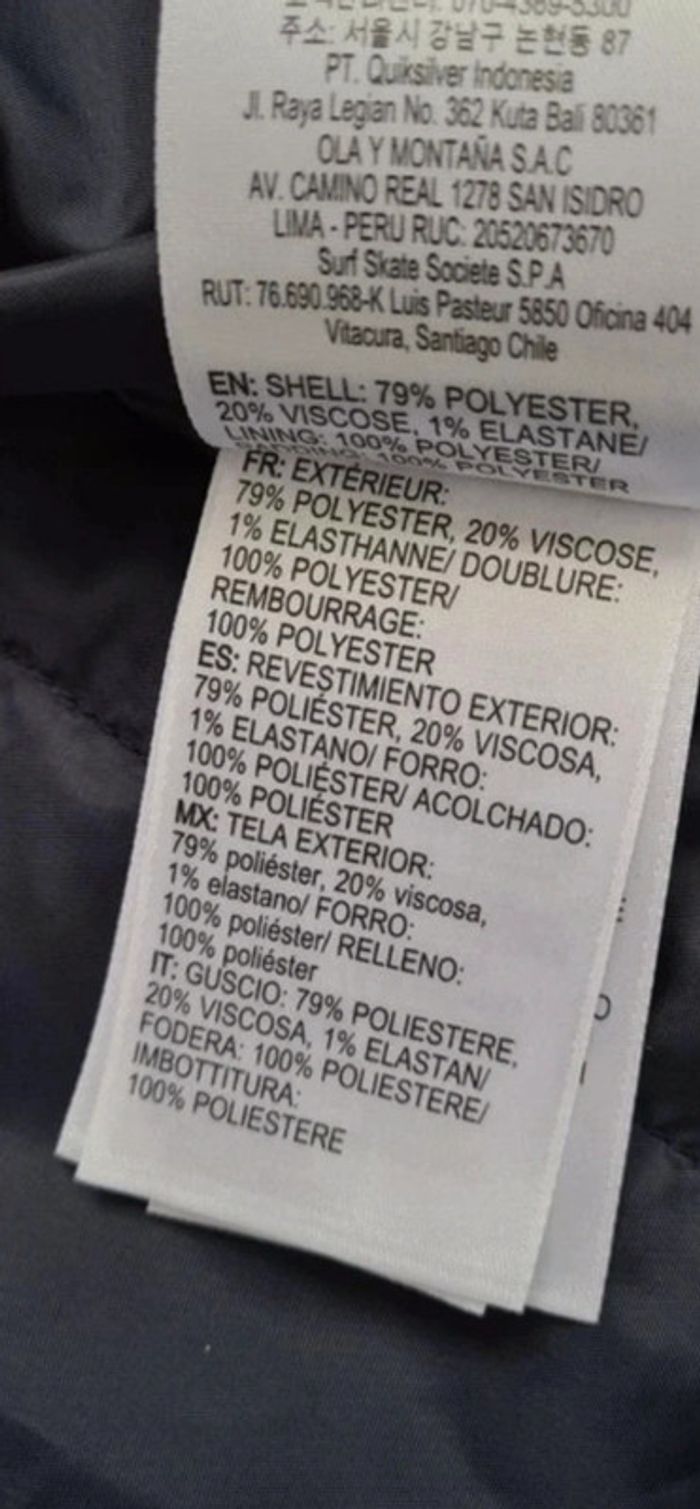 070-4389-5300
주소: 서울시 강남구 논현동 87
PT. Quiksilver Indonesia
Jl. Raya Legian No. 362 Kuta Bali 80361
OLA Y MONTAÑA S.A.C
AV. CAMINO REAL 1278 SAN ISIDRO
LIMA - PERU RUC: 20520673670
Surf Skate Societe S.P.A
RUT: 76.690.968-K Luis Pasteur 5850 Oficina 404
Vitacura, Santiago Chile
EN: SHELL: 79% POLYESTER,
20% VISCOSE, 1% ELASTANE/
LINING: 100% POLYESTER/
100% POLYESTER
FR: EXTÉRIEUR:
79% POLYESTER, 20% VISCOSE,
1% ELASTHANNE/ DOUBLURE:
100% POLYESTER/
REMBOURRAGE:
100% POLYESTER
ES: REVESTIMIENTO EXTERIOR:
79% POLIÉSTER, 20% VISCOSA,
1% ELASTANO/ FORRO:
100% POLIÉSTER/ ACOLCHADO:
100% POLIÉSTER
MX: TELA EXTERIOR:
79% poliéster, 20% viscosa,
1% elastano/ FORRO:
100% poliéster/ RELLENO:
100% poliéster
IT: GUSCIO: 79% POLIESTERE,
20% VISCOSA, 1% ELASTAN/
FODERA: 100% POLIESTERE/
IMBOTTITURA:
100% POLIESTERE